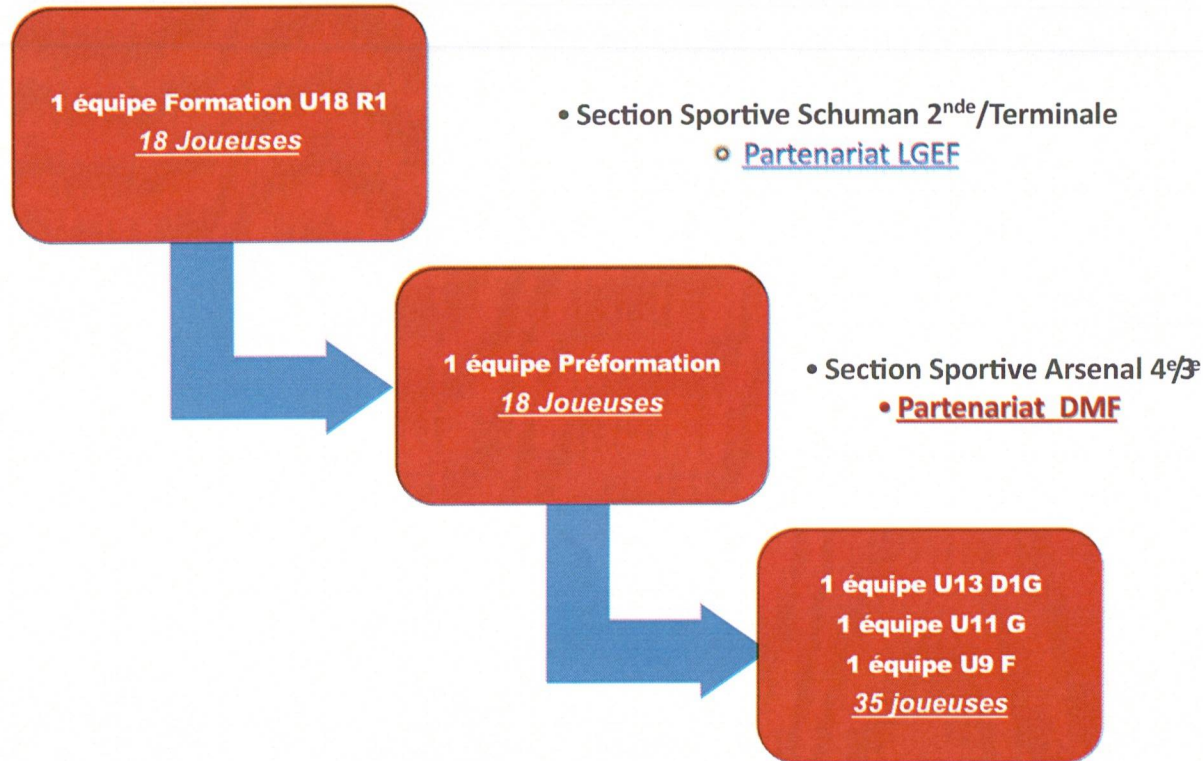 1 équipe Formation U18 R1
18 Joueuses
• Section Sportive Schuman 2nde/Terminale
o Partenariat LGEF
1 équipe Préformation
18 Joueuses
• Section Sportive Arsenal 4e/3e
• Partenariat DMF
1 équipe U13 D1G
1 équipe U11 G
1 équipe U9 F
35 joueuses